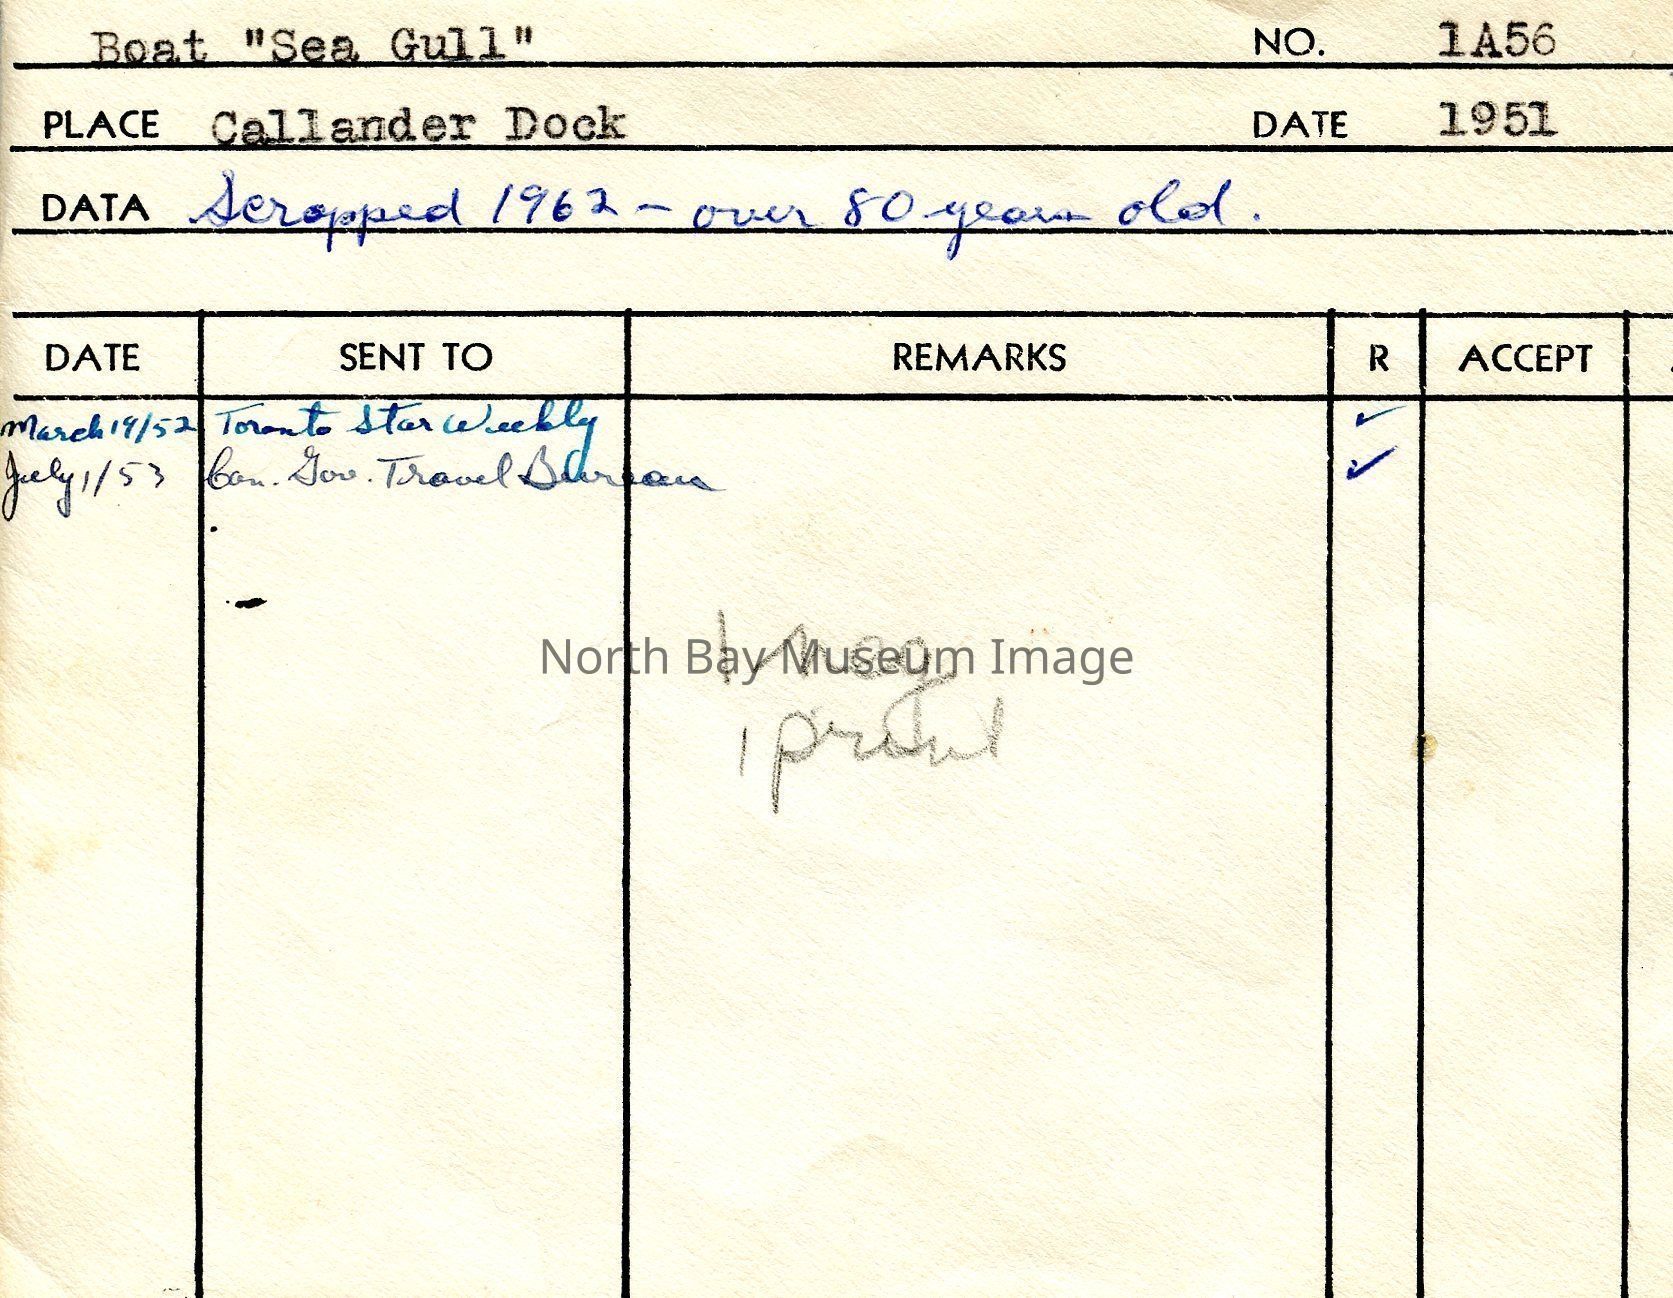 Boat "Sea Gull" NO. 1A56
PLACE Callander Dock DATE 1951
DATA Scrapped 1962 - over 80 years old.
DATE SENT TO REMARKS R ACCEPT
March 19/52 Toronto Star Weekly ✓
July 1/53 Can. Gov. Travel Bureau ✓
1 neg
North Bay Museum Image
1 print